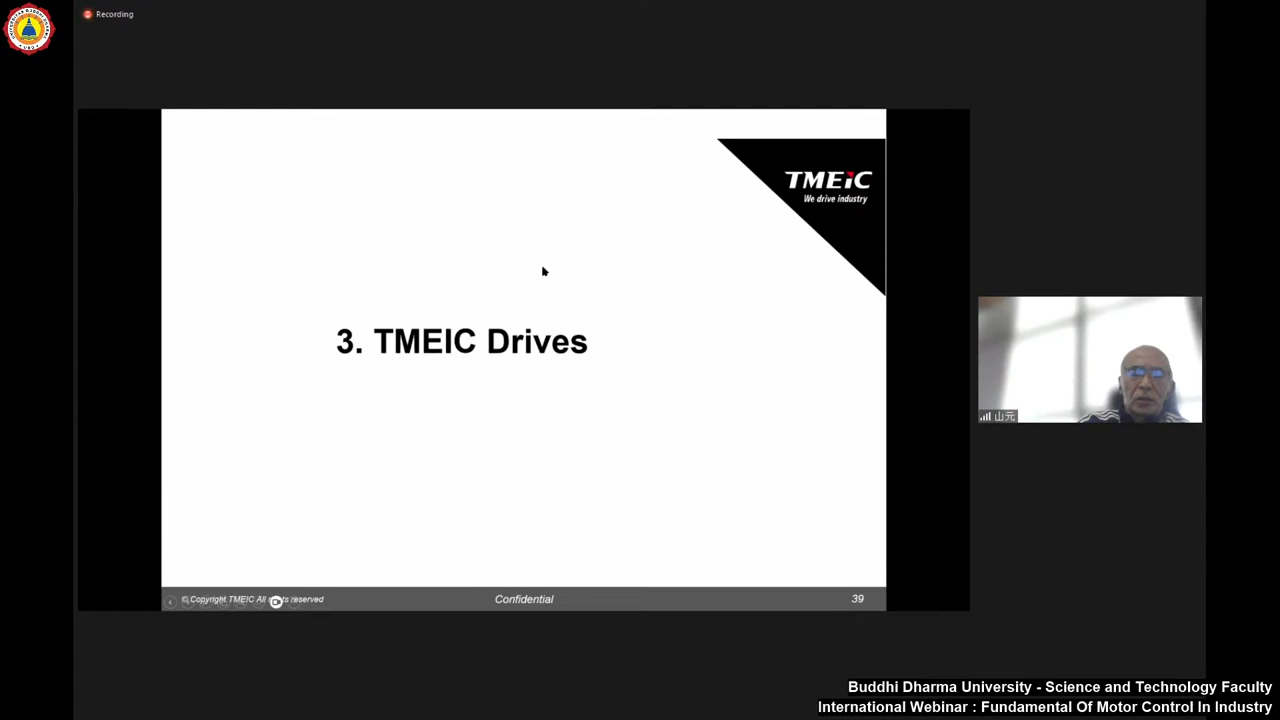 Recording
TMEIC
We drive industry
3. TMEIC Drives
山元
Copyright TMEIC All reserved
Confidential
39
Buddhi Dharma University - Science and Technology Faculty
International Webinar : Fundamental Of Motor Control In Industry